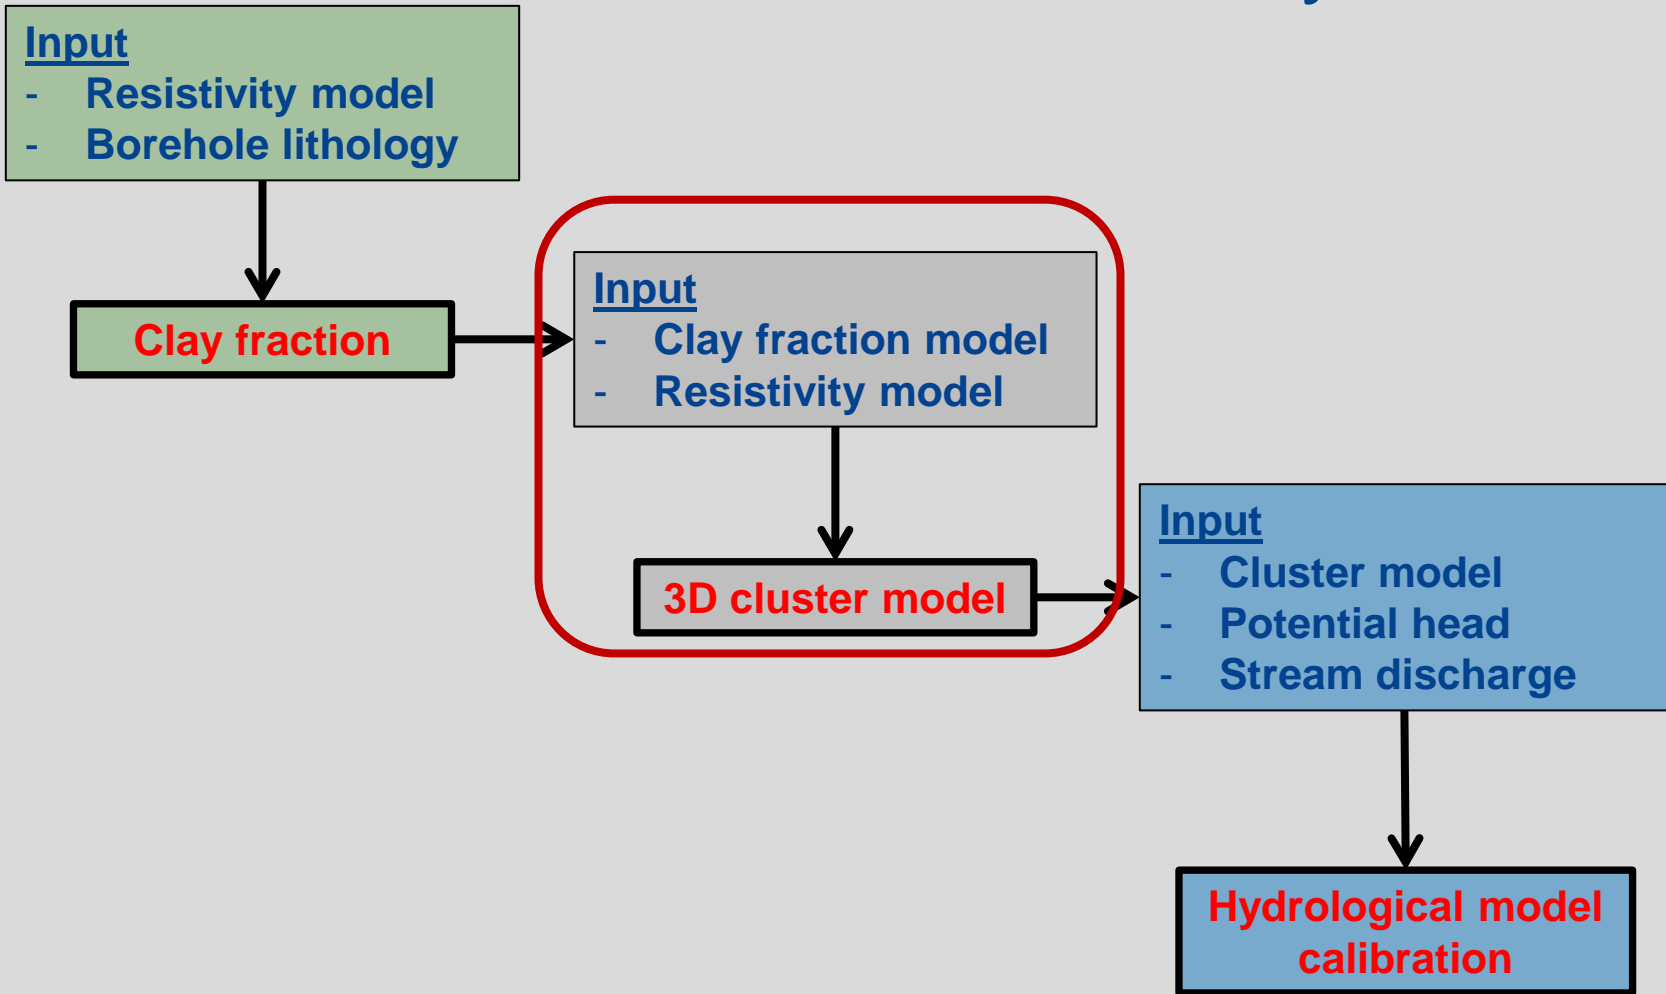 Input
- Resistivity model
- Borehole lithology
Clay fraction
Input
- Clay fraction model
- Resistivity model
3D cluster model
Input
- Cluster model
- Potential head
- Stream discharge
Hydrological model
calibration